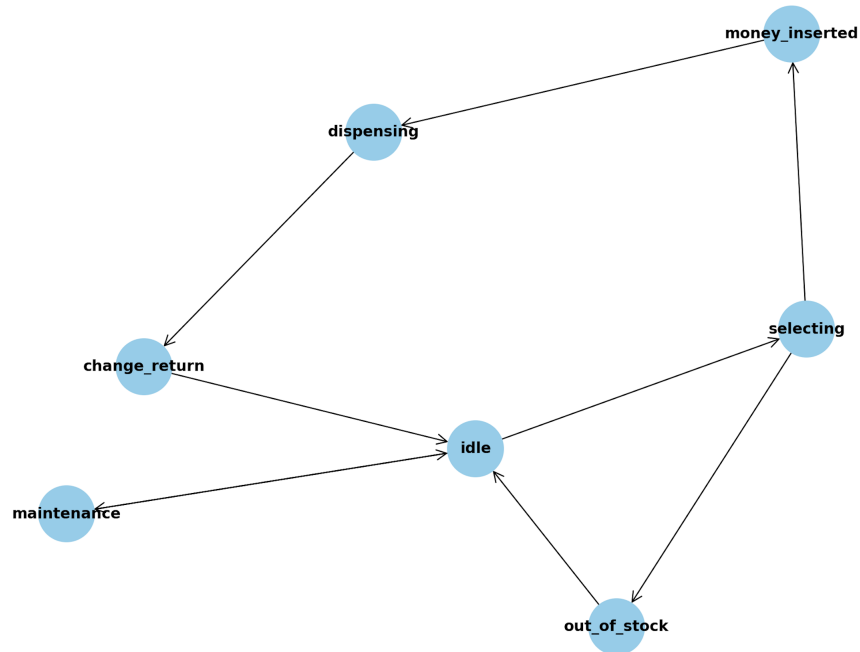 money_inserted
dispensing
selecting
change_return
idle
maintenance
out_of_stock